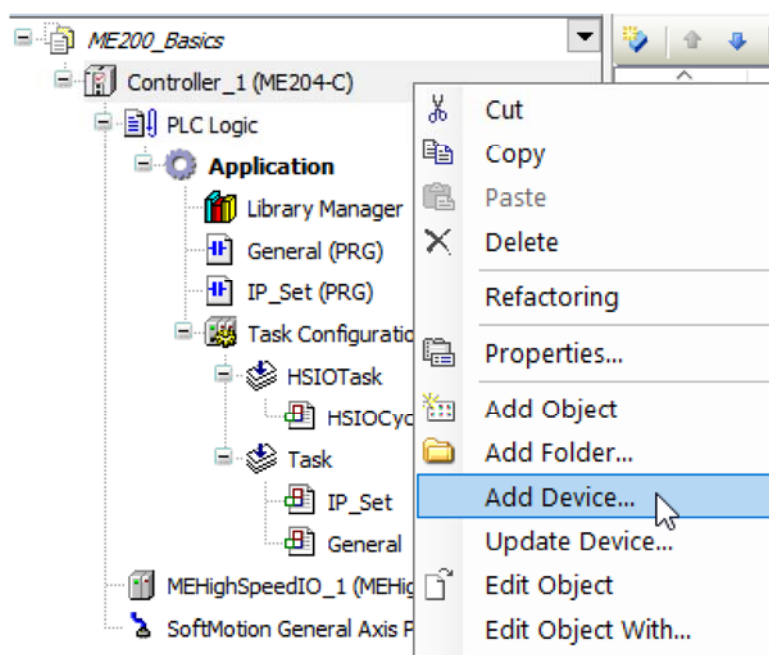 ME200_Basics
Controller_1 (ME204-C)
PLC Logic
Application
Library Manager
General (PRG)
IP_Set (PRG)
Task Configuratio
HSIOTask
HSIOCyc
Task
IP_Set
General
MEHighSpeedIO_1 (MEHig
SoftMotion General Axis P
Cut
Copy
Paste
Delete
Refactoring
Properties...
Add Object
Add Folder...
Add Device...
Update Device...
Edit Object
Edit Object With...